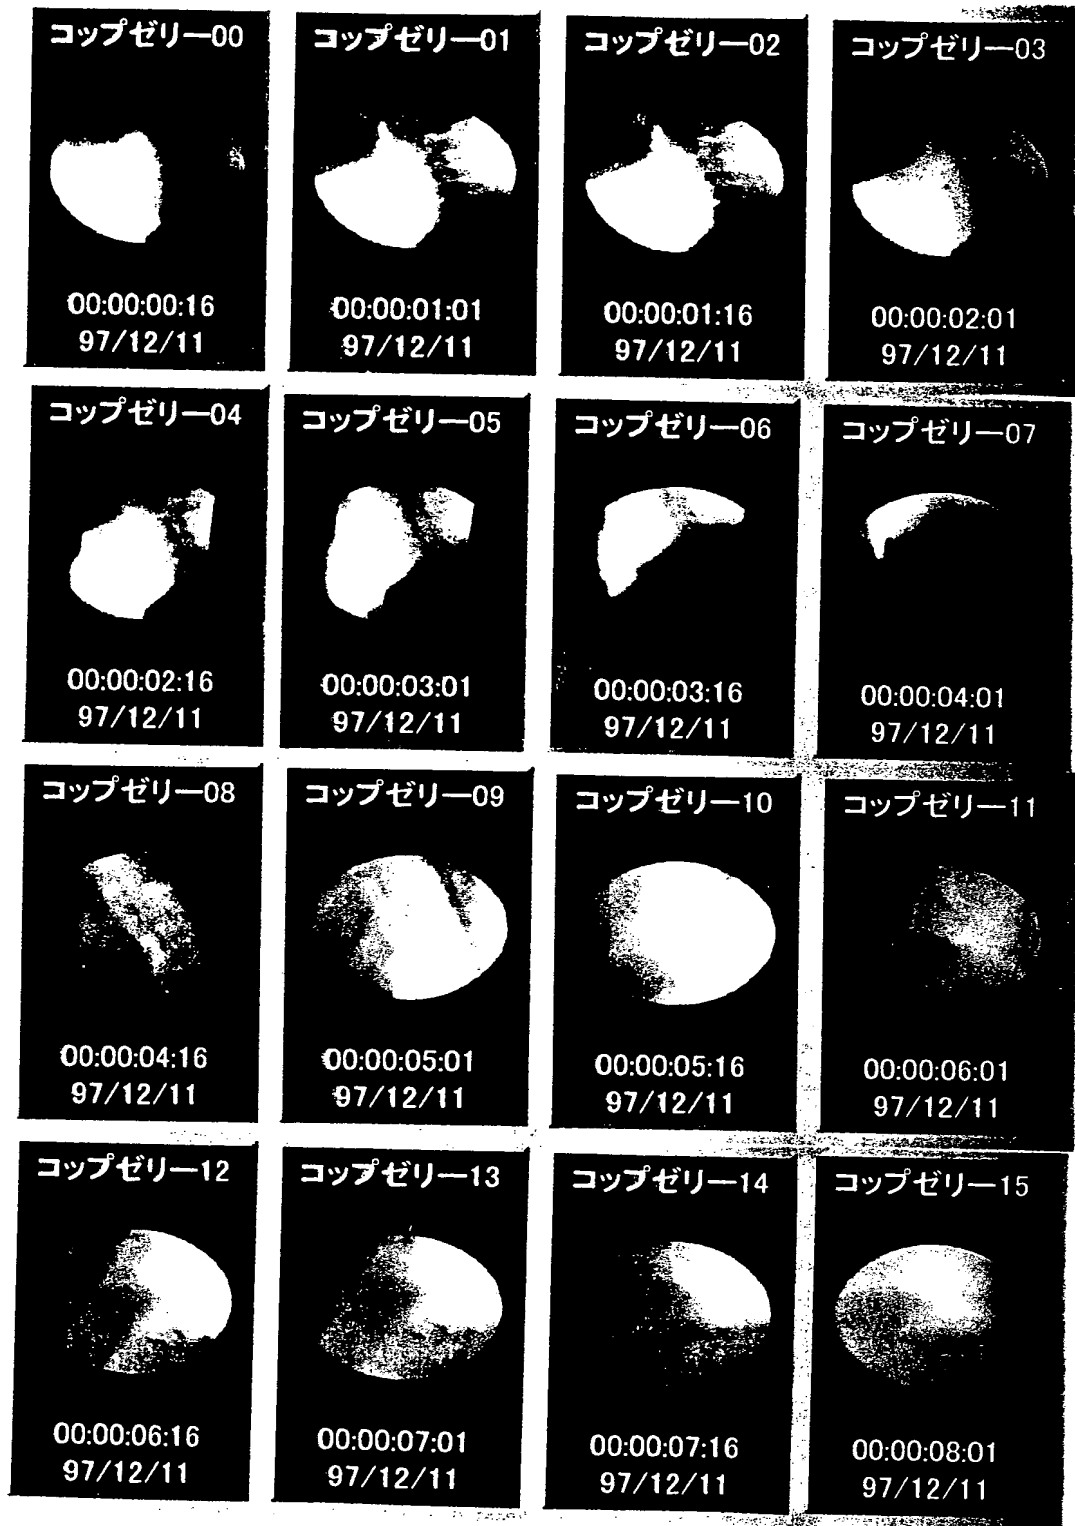 コップゼリー00
コップゼリー01
コップゼリー02
コップゼリー03
00:00:00:16
97/12/11
00:00:01:01
97/12/11
00:00:01:16
97/12/11
00:00:02:01
97/12/11
コップゼリー04
コップゼリー05
コップゼリー06
コップゼリー07
00:00:02:16
97/12/11
00:00:03:01
97/12/11
00:00:03:16
97/12/11
00:00:04:01
97/12/11
コップゼリー08
コップゼリー09
コップゼリー10
コップゼリー11
00:00:04:16
97/12/11
00:00:05:01
97/12/11
00:00:05:16
97/12/11
00:00:06:01
97/12/11
コップゼリー12
コップゼリー13
コップゼリー14
コップゼリー15
00:00:06:16
97/12/11
00:00:07:01
97/12/11
00:00:07:16
97/12/11
00:00:08:01
97/12/11